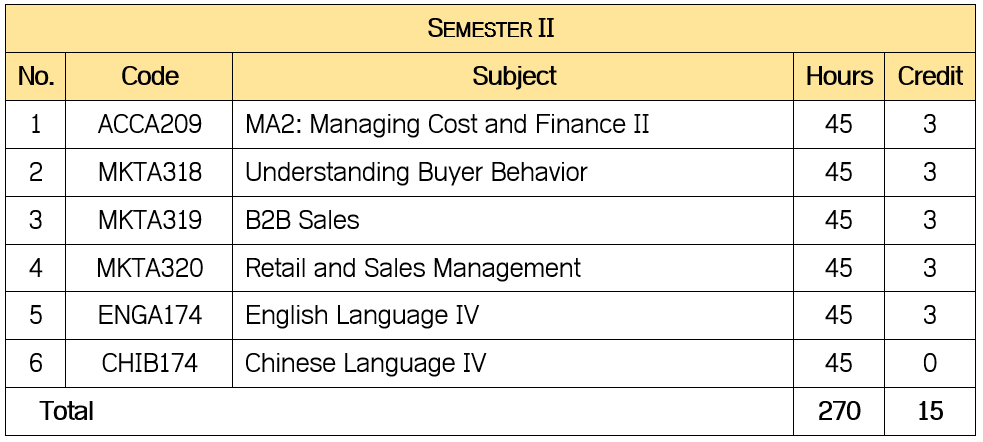 SEMESTER II
No. Code Subject Hours Credit
1 ACCA209 MA2: Managing Cost and Finance II 45 3
2 MKTA318 Understanding Buyer Behavior 45 3
3 MKTA319 B2B Sales 45 3
4 MKTA320 Retail and Sales Management 45 3
5 ENGA174 English Language IV 45 3
6 CHIB174 Chinese Language IV 45 0
Total 270 15